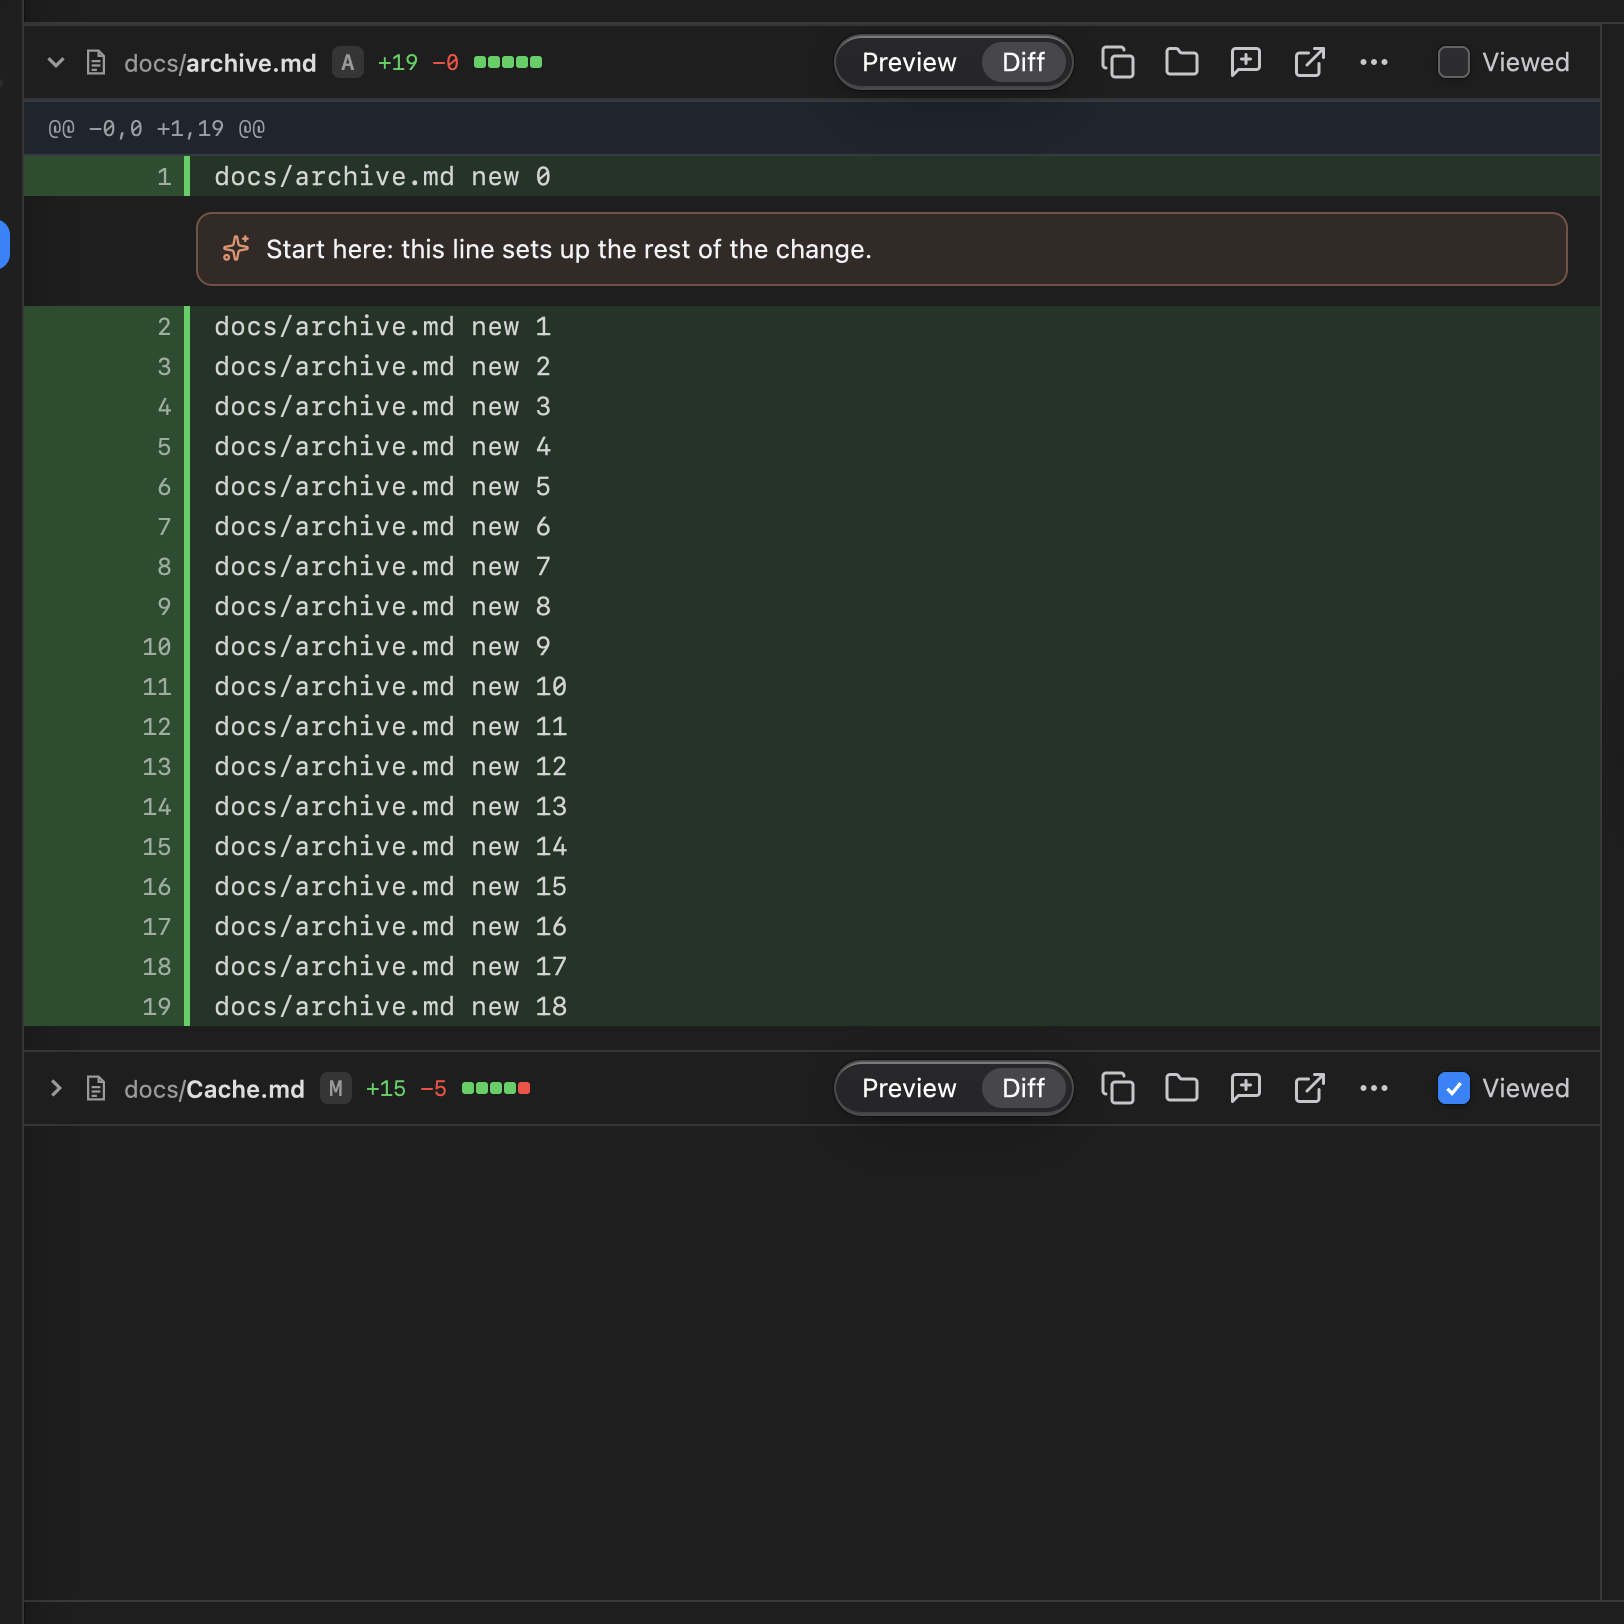 docs/archive.md A +19 −0 Preview Diff Viewed
@@ −0,0 +1,19 @@
1 docs/archive.md new 0
Start here: this line sets up the rest of the change.
2 docs/archive.md new 1
3 docs/archive.md new 2
4 docs/archive.md new 3
5 docs/archive.md new 4
6 docs/archive.md new 5
7 docs/archive.md new 6
8 docs/archive.md new 7
9 docs/archive.md new 8
10 docs/archive.md new 9
11 docs/archive.md new 10
12 docs/archive.md new 11
13 docs/archive.md new 12
14 docs/archive.md new 13
15 docs/archive.md new 14
16 docs/archive.md new 15
17 docs/archive.md new 16
18 docs/archive.md new 17
19 docs/archive.md new 18
docs/Cache.md M +15 −5 Preview Diff Viewed